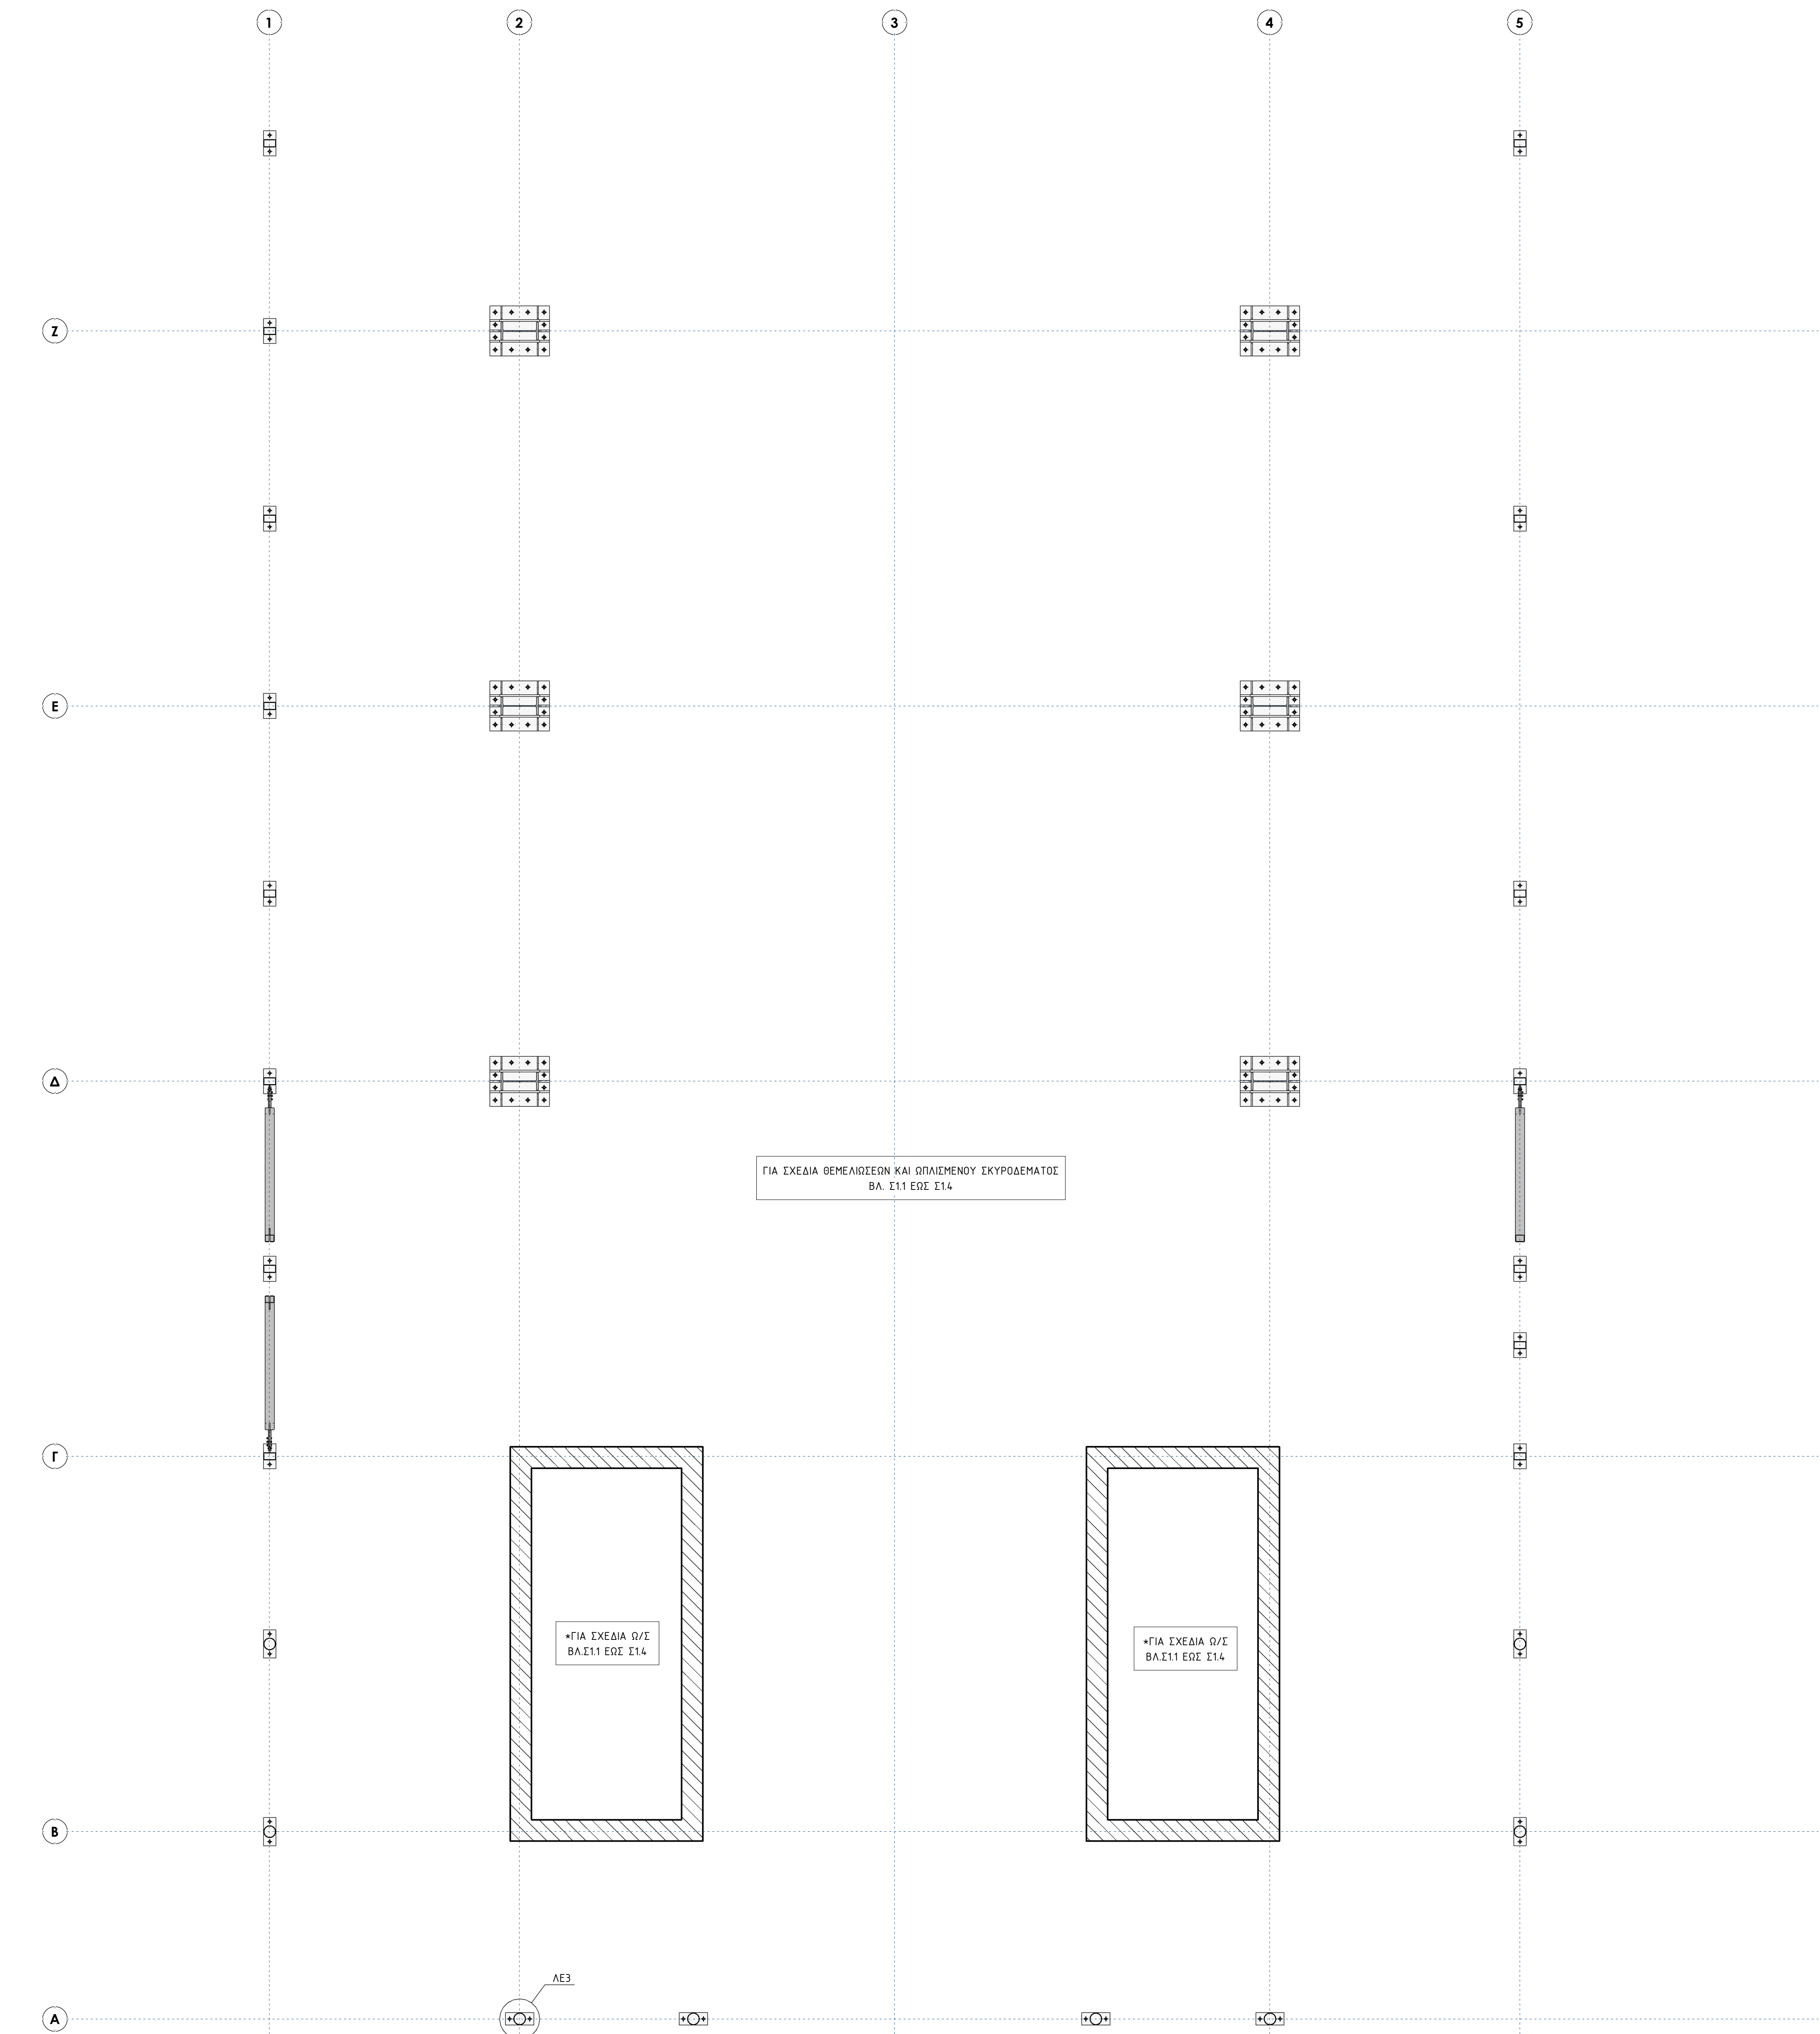 1 2 3 4 5
Ζ
Ε
Δ
ΓΙΑ ΣΧΕΔΙΑ ΘΕΜΕΛΙΩΣΕΩΝ ΚΑΙ ΩΠΛΙΣΜΕΝΟΥ ΣΚΥΡΟΔΕΜΑΤΟΣ
ΒΛ. Σ1.1 ΕΩΣ Σ1.4
Γ
*ΓΙΑ ΣΧΕΔΙΑ Ω/Σ
ΒΛ.Σ1.1 ΕΩΣ Σ1.4
*ΓΙΑ ΣΧΕΔΙΑ Ω/Σ
ΒΛ.Σ1.1 ΕΩΣ Σ1.4
Β
ΛΕ3
Α